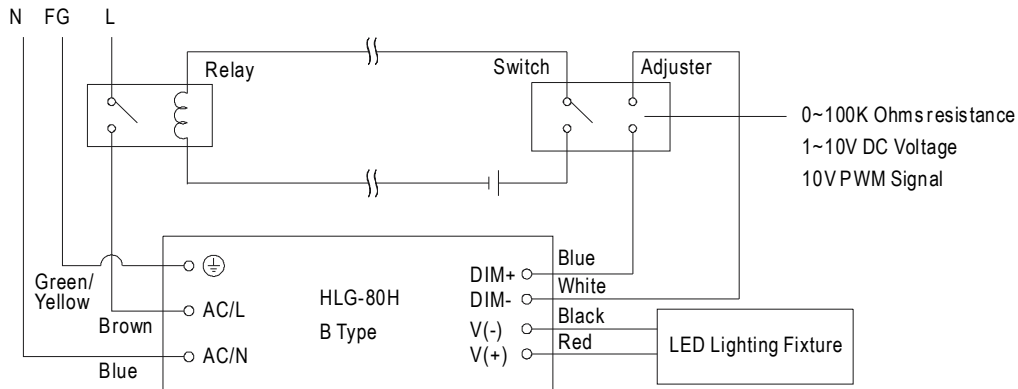 N FG L
Relay
Switch
Adjuster
0~100K Ohms resistance
1~10V DC Voltage
10V PWM Signal
Green/
Yellow
Brown
Blue
AC/L
AC/N
HLG-80H
B Type
DIM+
DIM-
V(-)
V(+)
Blue
White
Black
Red
LED Lighting Fixture